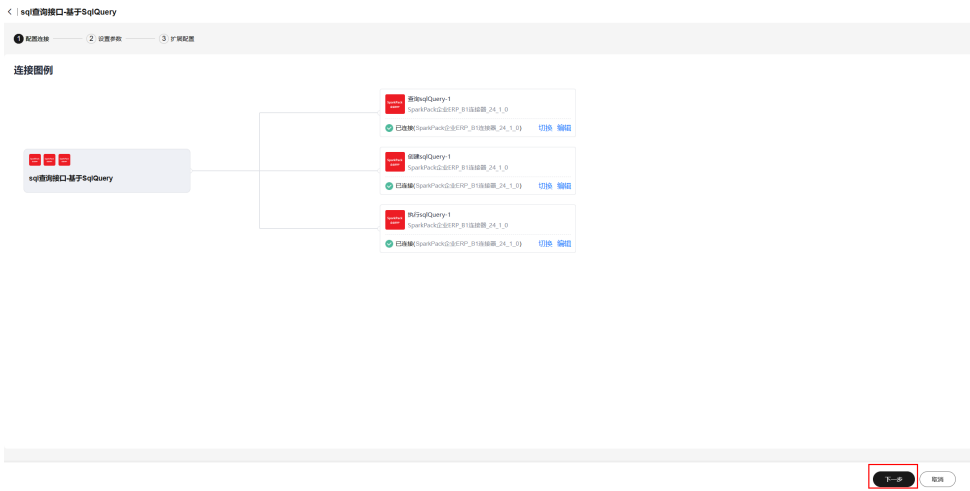 sql查询接口-基于SqlQuery
1 配置连接 2 设置参数 3 扩展配置
连接图例
查询sqlQuery-1
SparkPack企业ERP_B1连接器_24_1_0
已连接(SparkPack企业ERP_B1连接器_24_1_0) 切换 编辑
sql查询接口-基于SqlQuery
创建sqlQuery-1
SparkPack企业ERP_B1连接器_24_1_0
已连接(SparkPack企业ERP_B1连接器_24_1_0) 切换 编辑
执行sqlQuery-1
SparkPack企业ERP_B1连接器_24_1_0
已连接(SparkPack企业ERP_B1连接器_24_1_0) 切换 编辑
下一步 取消